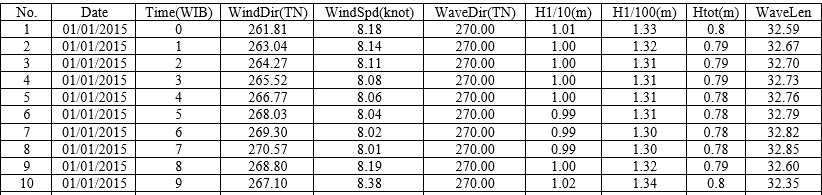 No. Date Time(WIB) WindDir(TN) WindSpd(knot) WaveDir(TN) H1/10(m) H1/100(m) Htot(m) WaveLen
1 01/01/2015 0 261.81 8.18 270.00 1.01 1.33 0.8 32.59
2 01/01/2015 1 263.04 8.14 270.00 1.00 1.32 0.79 32.67
3 01/01/2015 2 264.27 8.11 270.00 1.00 1.31 0.79 32.70
4 01/01/2015 3 265.52 8.08 270.00 1.00 1.31 0.79 32.73
5 01/01/2015 4 266.77 8.06 270.00 1.00 1.31 0.78 32.76
6 01/01/2015 5 268.03 8.04 270.00 0.99 1.31 0.78 32.79
7 01/01/2015 6 269.30 8.02 270.00 0.99 1.30 0.78 32.82
8 01/01/2015 7 270.57 8.01 270.00 0.99 1.30 0.78 32.85
9 01/01/2015 8 268.80 8.19 270.00 1.00 1.32 0.79 32.60
10 01/01/2015 9 267.10 8.38 270.00 1.02 1.34 0.8 32.35